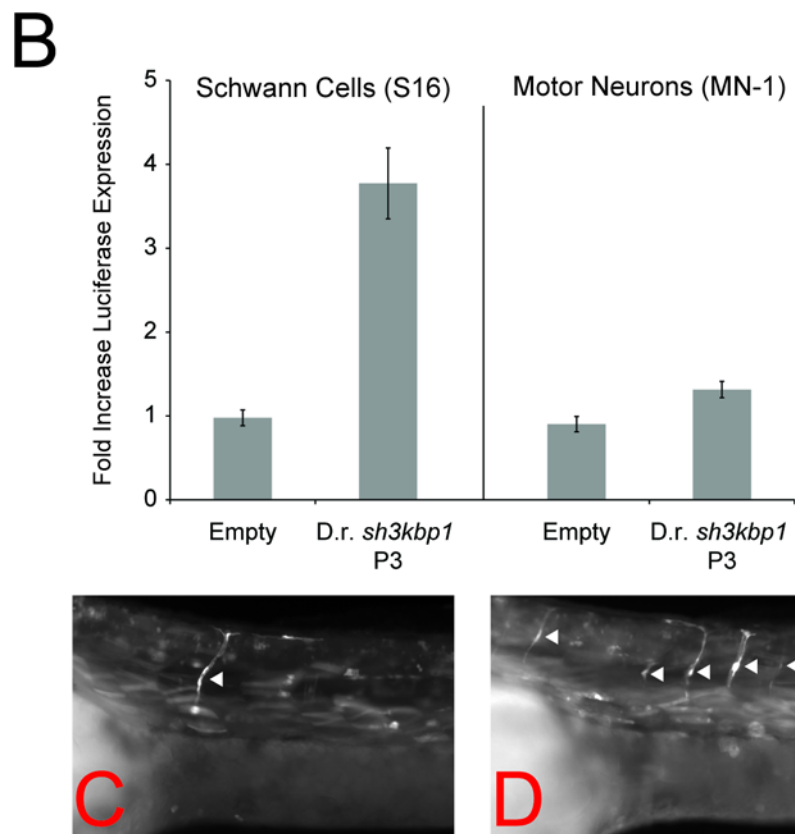 B
5
Schwann Cells (S16)
Motor Neurons (MN-1)
4
3
2
1
0
Fold Increase Luciferase Expression
Empty
D.r. sh3kbp1
P3
Empty
D.r. sh3kbp1
P3
C
D